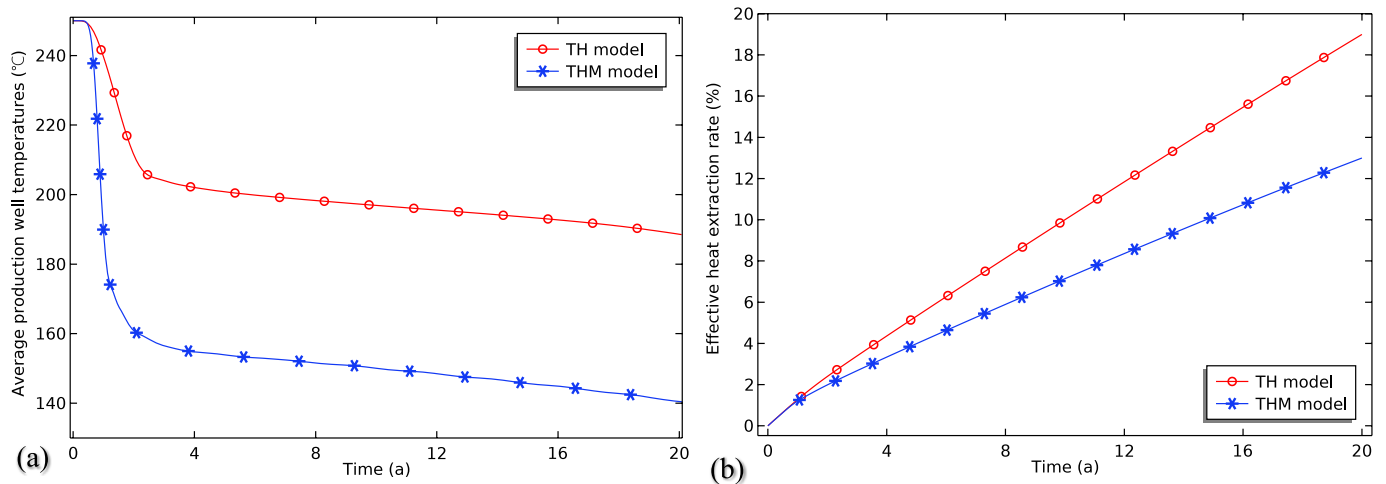 240
220
200
180
160
140
Average production well temperatures (℃)
TH model
THM model
0 4 8 12 16 20
Time (a)
(a)
20
18
16
14
12
10
8
6
4
2
0
Effective heat extraction rate (%)
TH model
THM model
0 4 8 12 16 20
Time (a)
(b)